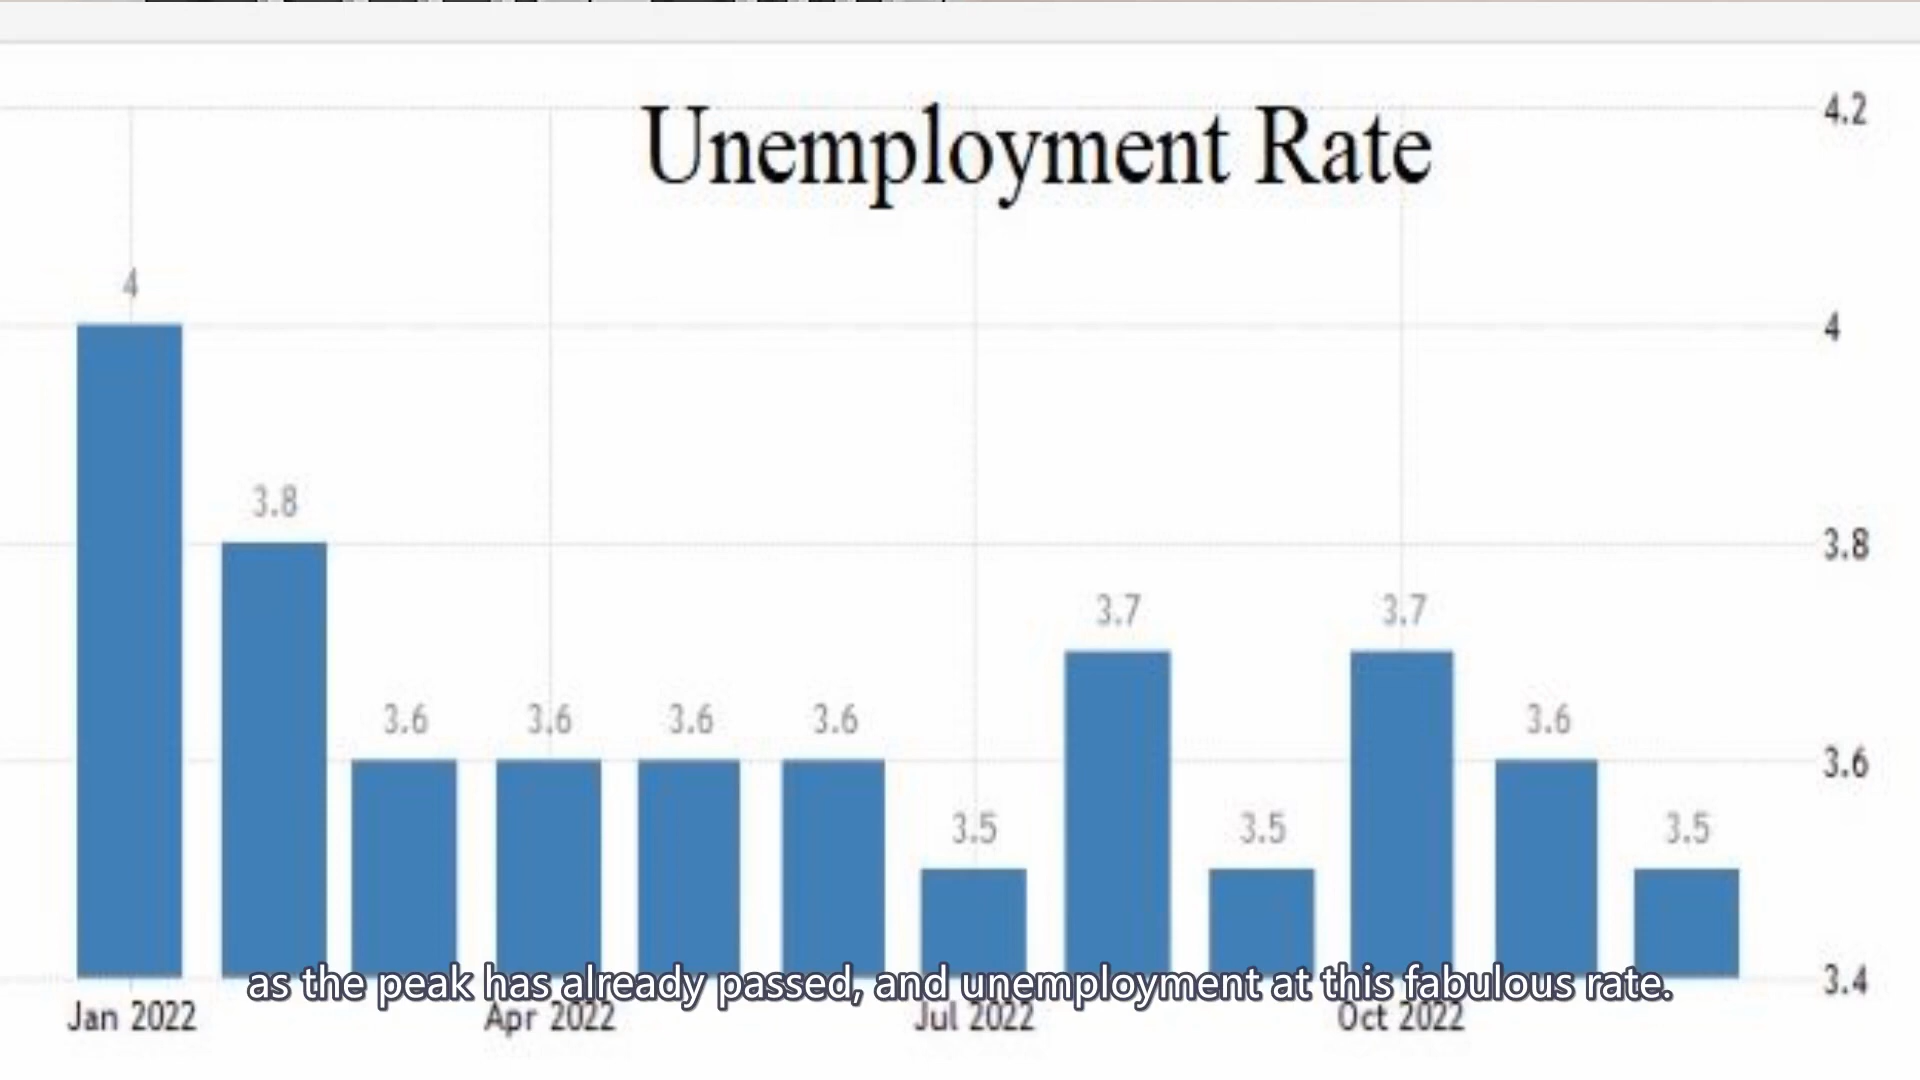 Unemployment Rate
4.2
4
3.8
3.6
3.4
4
3.8
3.6
3.6
3.6
3.6
3.5
3.7
3.5
3.7
3.6
3.5
as the peak has already passed, and unemployment at this fabulous rate.
Jan 2022
Apr 2022
Jul 2022
Oct 2022